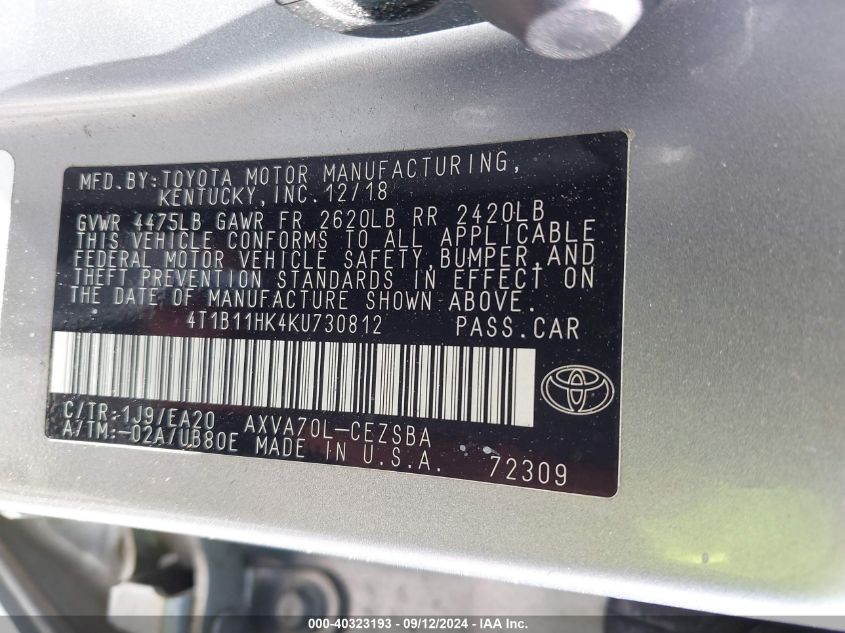 MFD.BY:TOYOTA MOTOR MANUFACTURING,
KENTUCKY,INC.12/18
GVWR 4475LB GAWR FR 2620LB RR 2420LB
THIS VEHICLE CONFORMS TO ALL APPLICABLE
FEDERAL MOTOR VEHICLE SAFETY,BUMPER,AND
THEFT PREVENTION STANDARDS IN EFFECT ON
THE DATE OF MANUFACTURE SHOWN ABOVE.
4T1B11HK4KU730812 PASS.CAR
C/TR:1J9/EA20 AXVA70L-CEZSBA
A/TM:-02A/UB80E MADE IN U.S.A. 72309
000-40323193 - 09/12/2024 - IAA Inc.